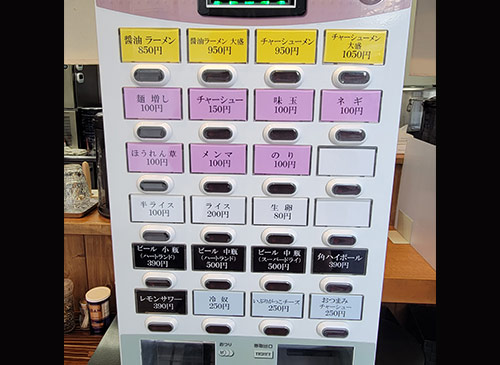 醤油 ラーメン
850円
醤油ラーメン 大盛
950円
チャーシューメン
950円
チャーシューメン
大盛
1050円
麺 増し
100円
チャーシュー
150円
味 玉
100円
ネ ギ
100円
ほうれん草
100円
メ ン マ
100円
の り
100円
半ライス
100円
ライス
200円
生 卵
80円
ビール 小 瓶
(ハートランド)
390円
ビール 中 瓶
(ハートランド)
500円
ビール 中 瓶
(スーパードライ)
500円
角ハイボール
390円
レモンサワー
390円
冷 奴
250円
いぶりがっこチーズ
250円
おつまみ
チャーシュー
250円
おつり